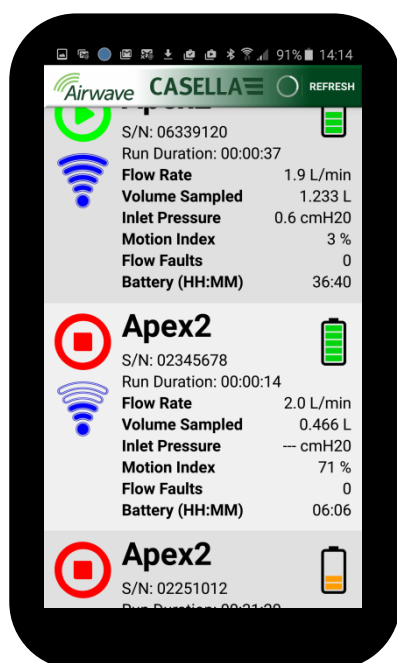 91% 14:14
Airwave CASELLA REFRESH
Apex2
S/N: 06339120
Run Duration: 00:00:37
Flow Rate 1.9 L/min
Volume Sampled 1.233 L
Inlet Pressure 0.6 cmH20
Motion Index 3 %
Flow Faults 0
Battery (HH:MM) 36:40
Apex2
S/N: 02345678
Run Duration: 00:00:14
Flow Rate 2.0 L/min
Volume Sampled 0.466 L
Inlet Pressure --- cmH20
Motion Index 71 %
Flow Faults 0
Battery (HH:MM) 06:06
Apex2
S/N: 02251012
Run Duration: